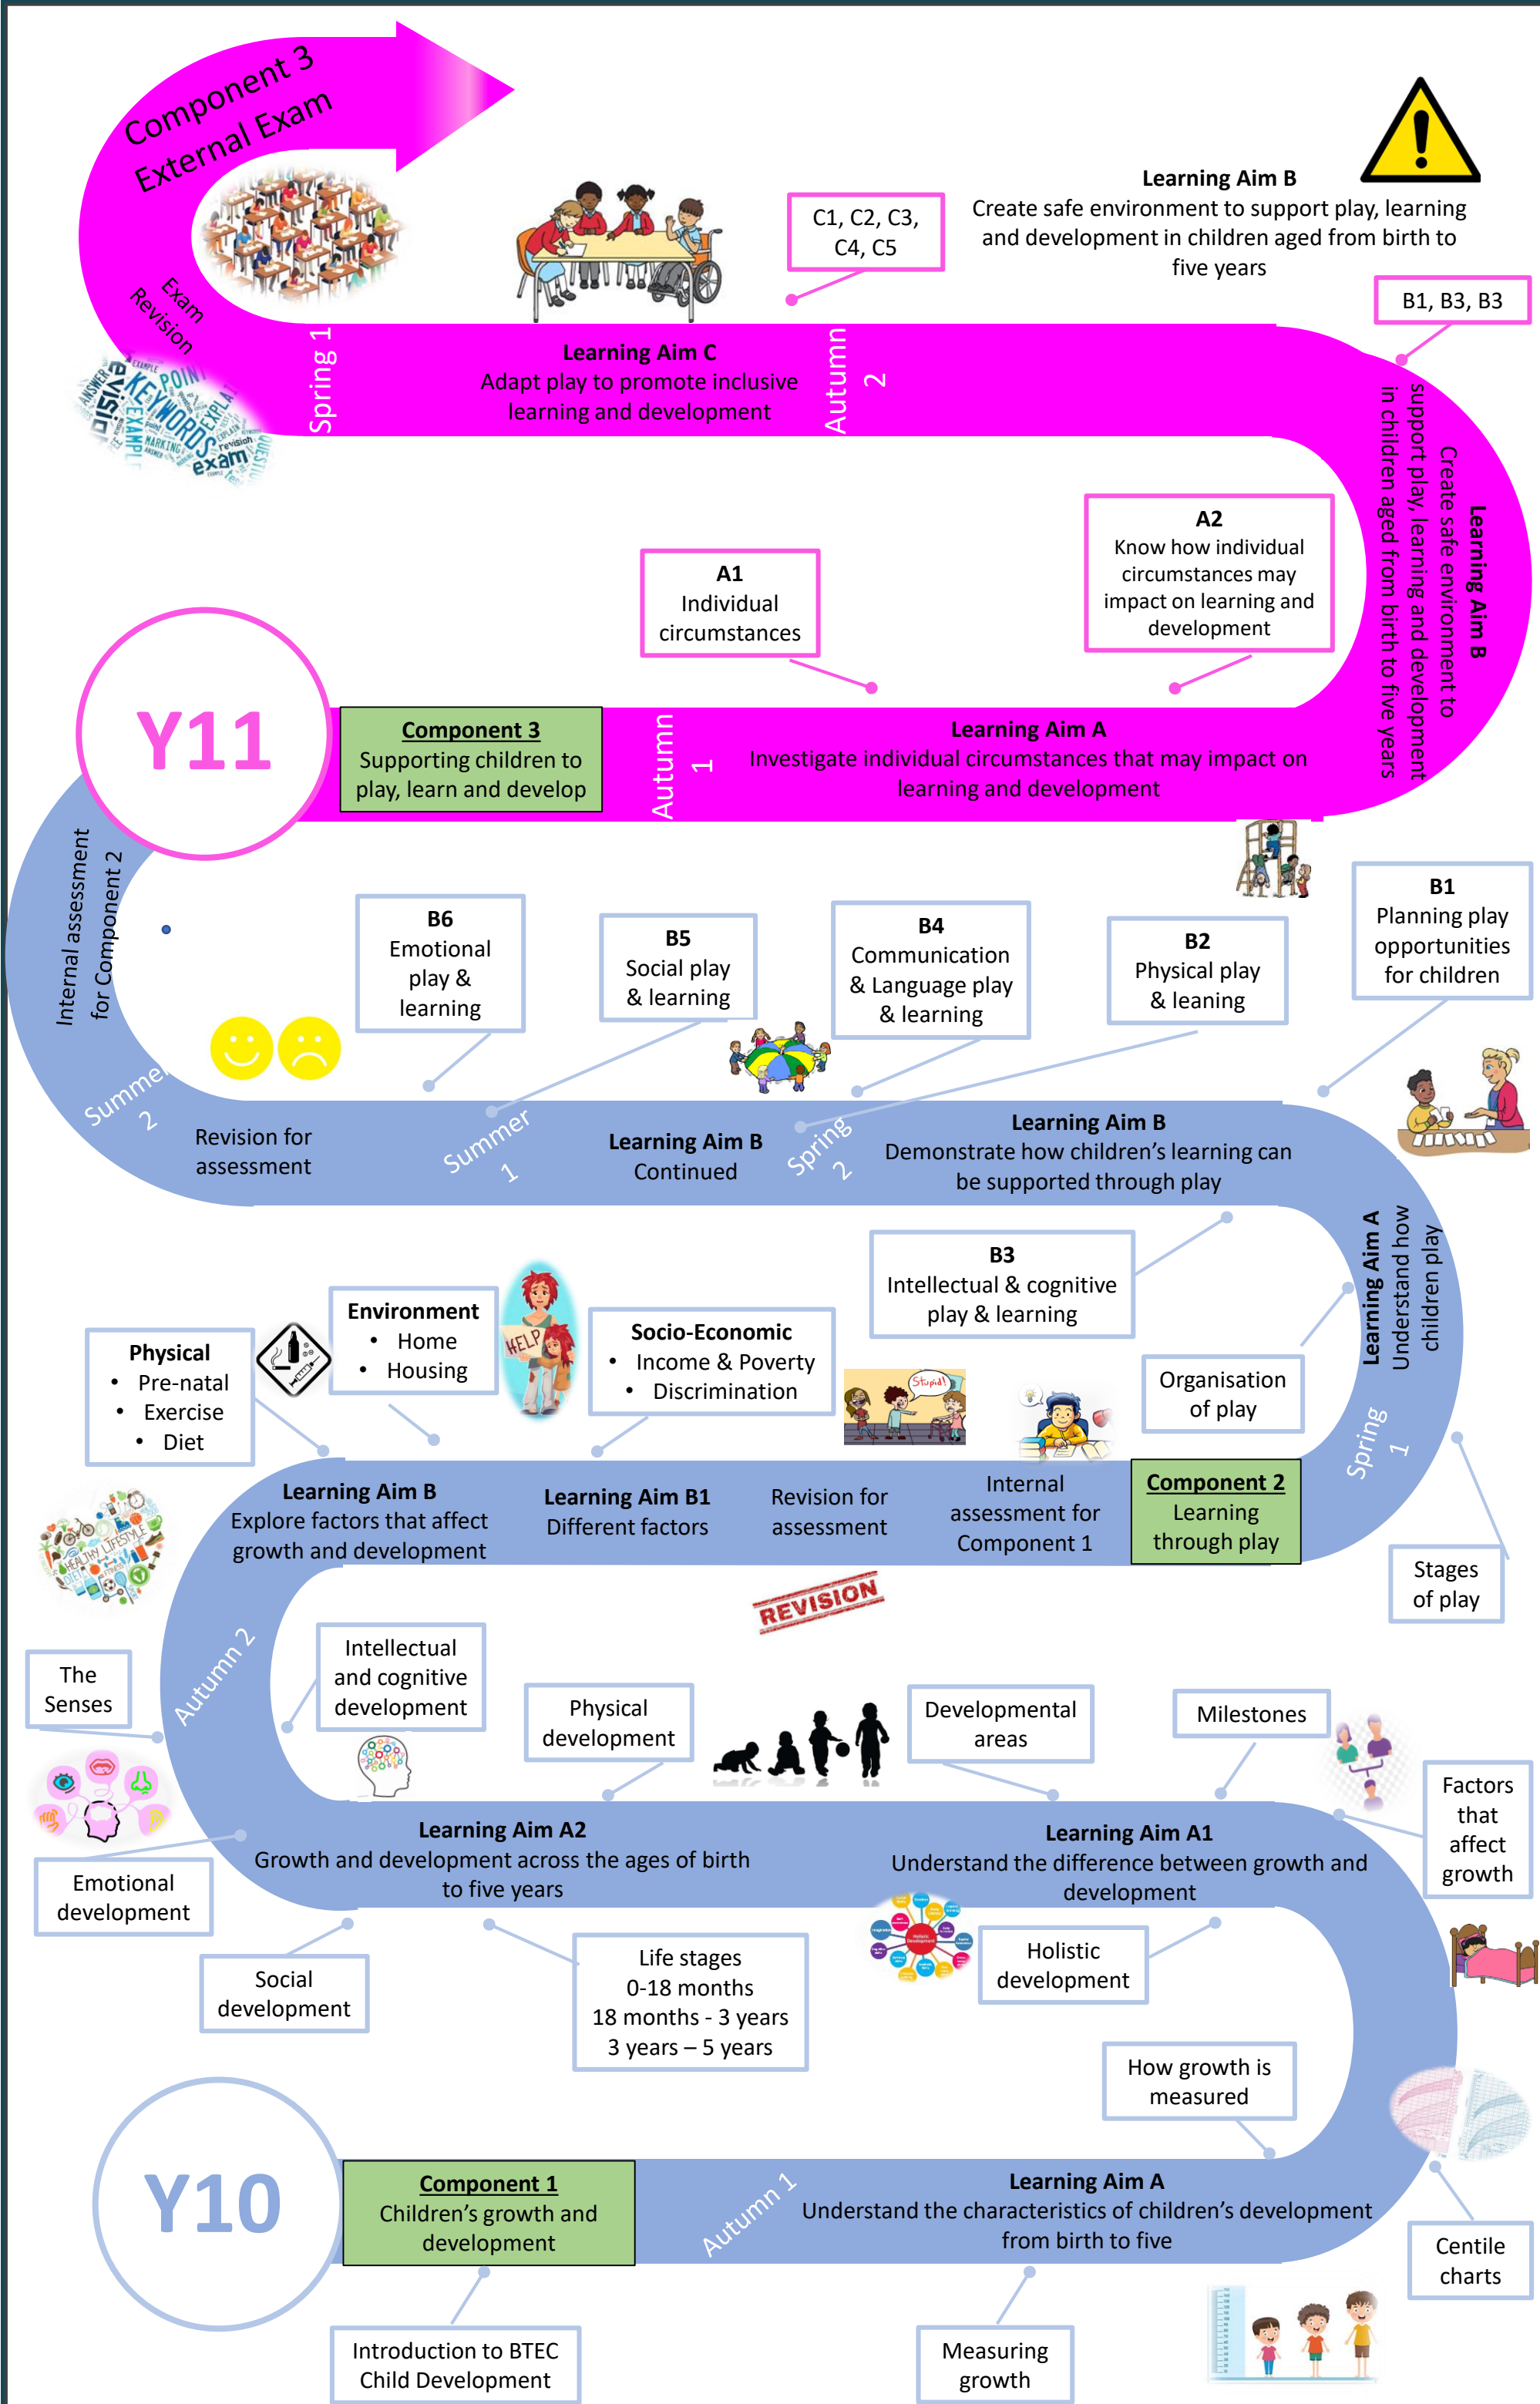 Component 3
External Exam
Exam
Revision
ANSWER
EXAMPLE
POINT
KEYWORDS
EXAMPLE
EXPLAIN
MARKING
revision
exam
Spring 1
Learning Aim C
Adapt play to promote inclusive
learning and development
C1, C2, C3,
C4, C5
Autumn
2
Learning Aim B
Create safe environment to support play, learning
and development in children aged from birth to
five years
B1, B3, B3
Learning Aim B
Create safe environment to
support play, learning and development
in children aged from birth to five years
A2
Know how individual
circumstances may
impact on learning and
development
A1
Individual
circumstances
Y11
Component 3
Supporting children to
play, learn and develop
Autumn
1
Learning Aim A
Investigate individual circumstances that may impact on
learning and development
Internal assessment
for Component 2
B6
Emotional
play &
learning
B5
Social play
& learning
B4
Communication
& Language play
& learning
B2
Physical play
& leaning
B1
Planning play
opportunities
for children
Summer
2
Revision for
assessment
Summer
1
Learning Aim B
Continued
Spring
2
Learning Aim B
Demonstrate how children's learning can
be supported through play
Learning Aim A
Understand how
children play
B3
Intellectual & cognitive
play & learning
Organisation
of play
Spring
1
Stages
of play
Physical
• Pre-natal
• Exercise
• Diet
Environment
• Home
• Housing
HELP
Socio-Economic
• Income & Poverty
• Discrimination
Stupid!
Learning Aim B
Explore factors that affect
growth and development
Learning Aim B1
Different factors
Revision for
assessment
Internal
assessment for
Component 1
Component 2
Learning
through play
HEALTHY LIFESTYLE
DIET
REVISION
Autumn 2
The
Senses
Intellectual
and cognitive
development
Physical
development
Developmental
areas
Milestones
Factors
that
affect
growth
Emotional
development
Learning Aim A2
Growth and development across the ages of birth
to five years
Learning Aim A1
Understand the difference between growth and
development
Social
development
Life stages
0-18 months
18 months - 3 years
3 years – 5 years
Holistic
Development
Holistic
development
How growth is
measured
Y10
Component 1
Children's growth and
development
Autumn 1
Learning Aim A
Understand the characteristics of children's development
from birth to five
Centile
charts
Introduction to BTEC
Child Development
Measuring
growth